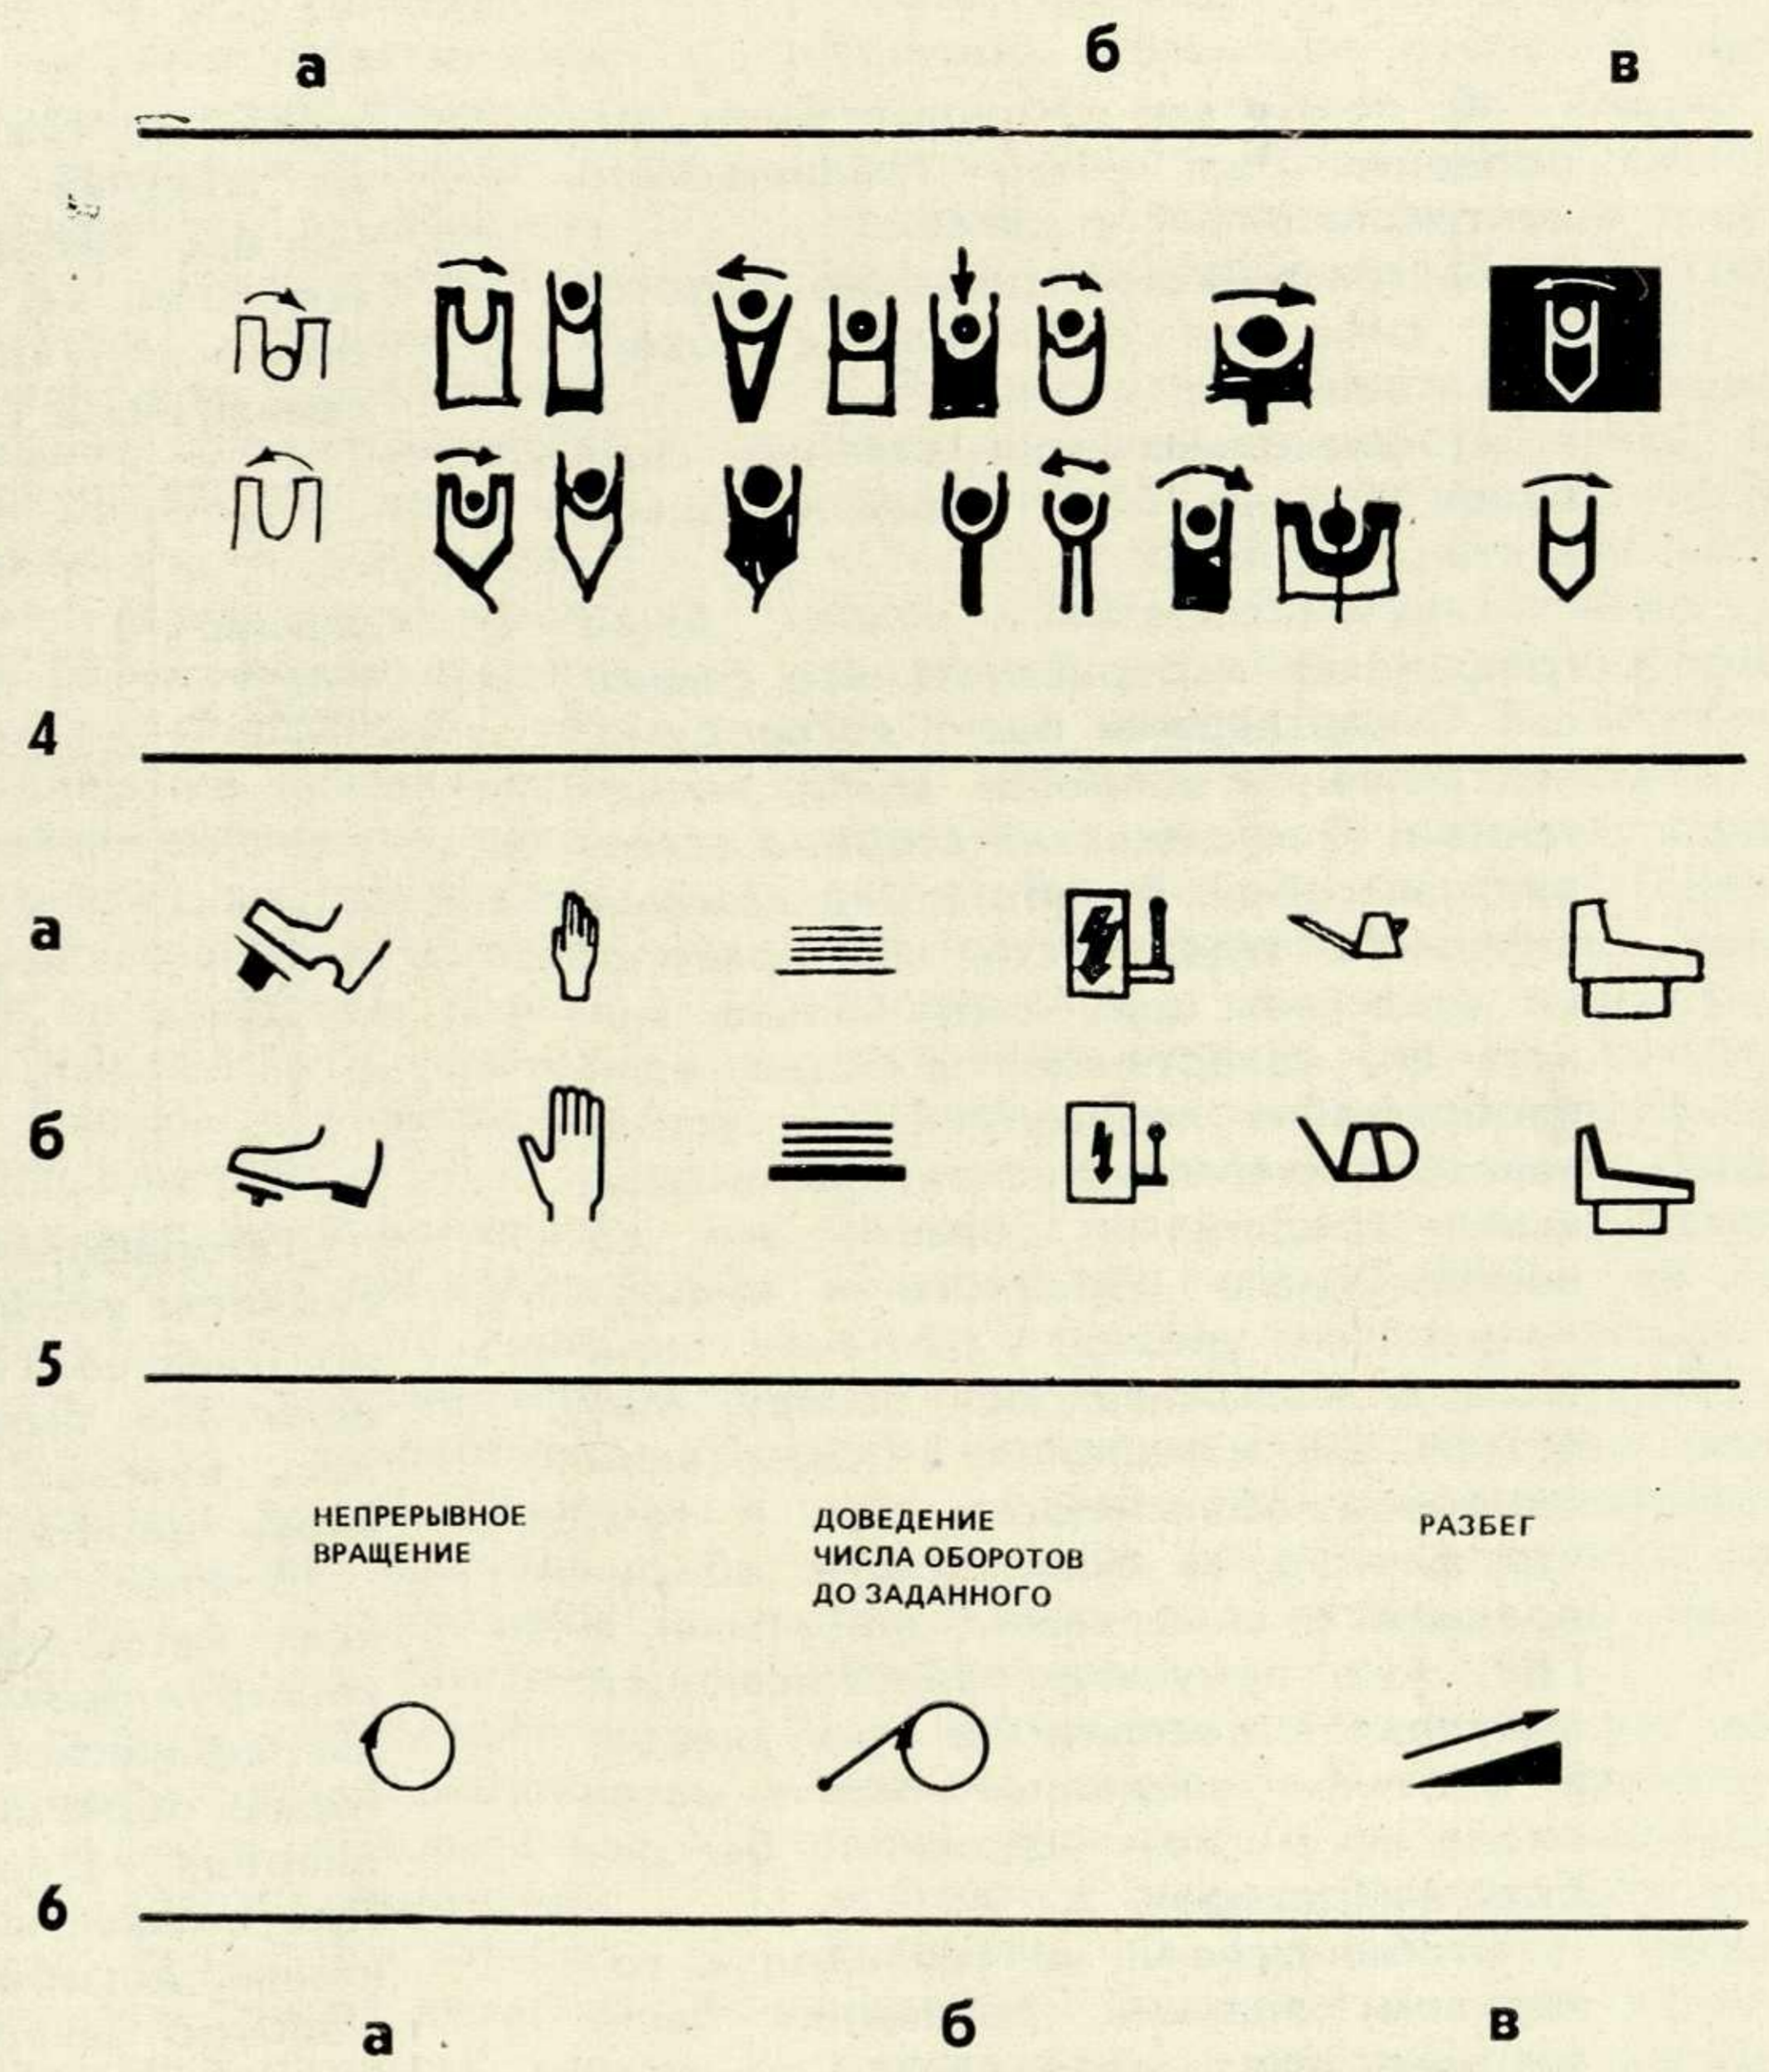 а б в
4
а
б
5
НЕПРЕРЫВНОЕ
ВРАЩЕНИЕ
ДОВЕДЕНИЕ
ЧИСЛА ОБОРОТОВ
ДО ЗАДАННОГО
РАЗБЕГ
6
а б в